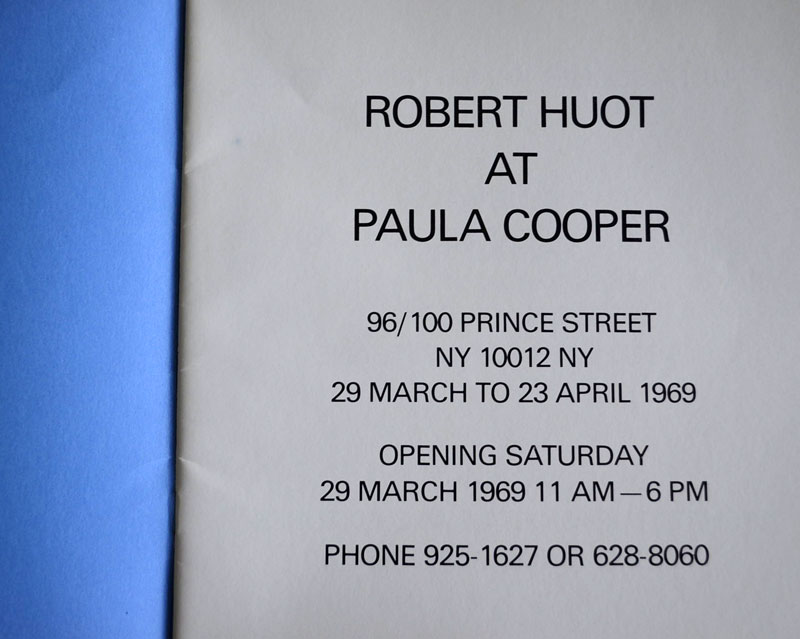 ROBERT HUOT
AT
PAULA COOPER
96/100 PRINCE STREET
NY 10012 NY
29 MARCH TO 23 APRIL 1969
OPENING SATURDAY
29 MARCH 1969 11 AM—6 PM
PHONE 925-1627 OR 628-8060